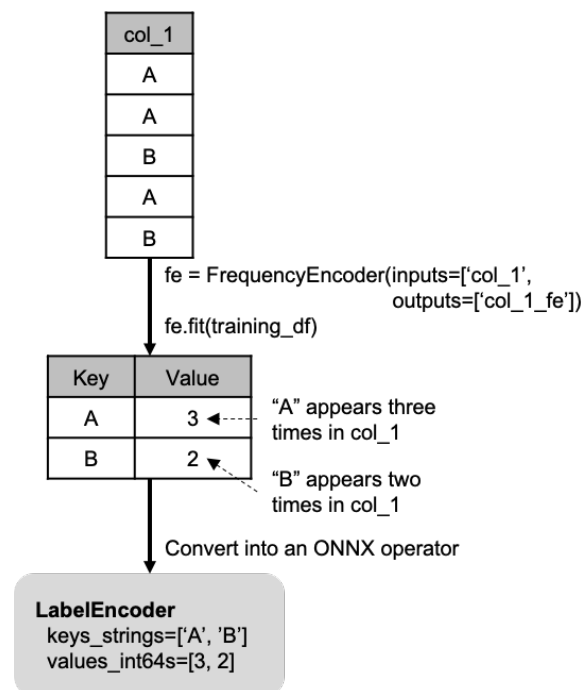 col_1
A
A
B
A
B
fe = FrequencyEncoder(inputs=[‘col_1’,
outputs=[‘col_1_fe’])
fe.fit(training_df)
Key Value
A 3
B 2
“A” appears three
times in col_1
“B” appears two
times in col_1
Convert into an ONNX operator
LabelEncoder
keys_strings=[‘A’, ’B’]
values_int64s=[3, 2]